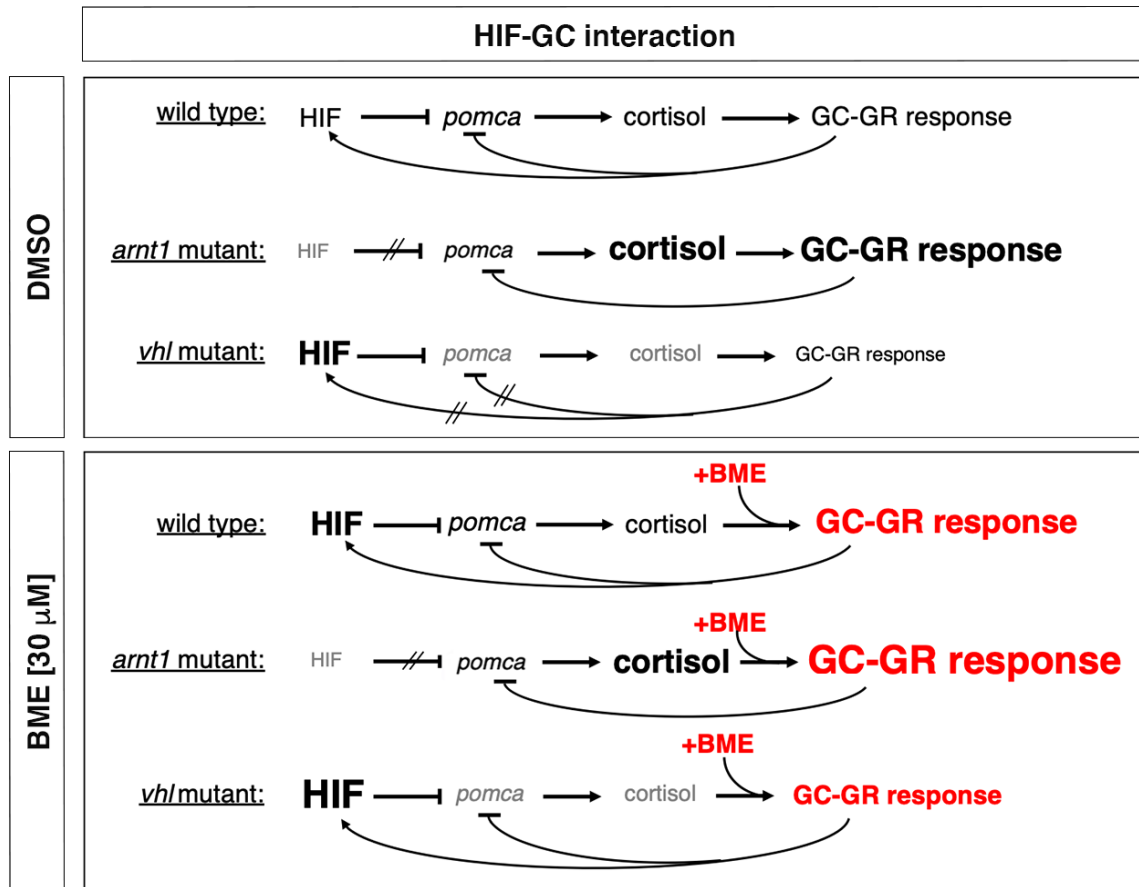 HIF-GC interaction
DMSO
wild type: HIF pomca cortisol GC-GR response
arnt1 mutant: HIF pomca cortisol GC-GR response
vhl mutant: HIF pomca cortisol GC-GR response
BME [30 µM]
+BME
wild type: HIF pomca cortisol GC-GR response
+BME
arnt1 mutant: HIF pomca cortisol GC-GR response
+BME
vhl mutant: HIF pomca cortisol GC-GR response